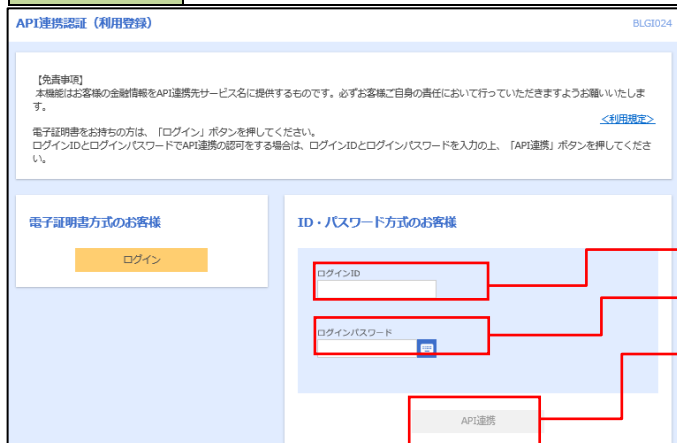 API連携認証（利用登録）
BLGI024
【免責事項】
本機能はお客様の金融情報をAPI連携先サービス名に提供するものです。必ずお客様ご自身の責任において行っていただきますようお願いいたしま
す。
＜利用規定＞
電子証明書をお持ちの方は、「ログイン」ボタンを押してください。
ログインIDとログインパスワードでAPI連携の認可をする場合は、ログインIDとログインパスワードを入力の上、「API連携」ボタンを押してくださ
い。
電子証明書方式のお客様
ログイン
ID・パスワード方式のお客様
ログインID
ログインパスワード
API連携